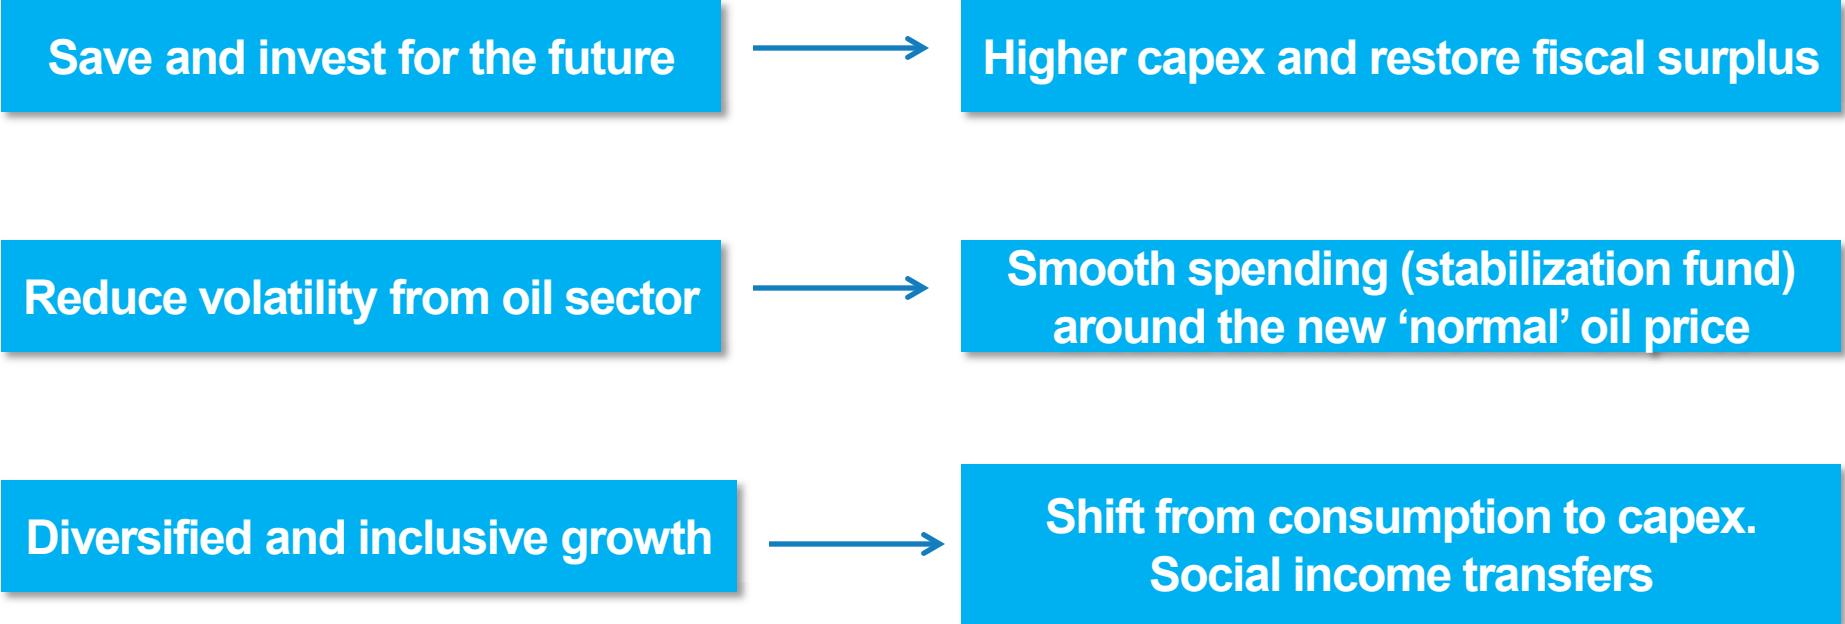 Save and invest for the future
Higher capex and restore fiscal surplus
Reduce volatility from oil sector
Smooth spending (stabilization fund)
around the new ‘normal’ oil price
Diversified and inclusive growth
Shift from consumption to capex.
Social income transfers